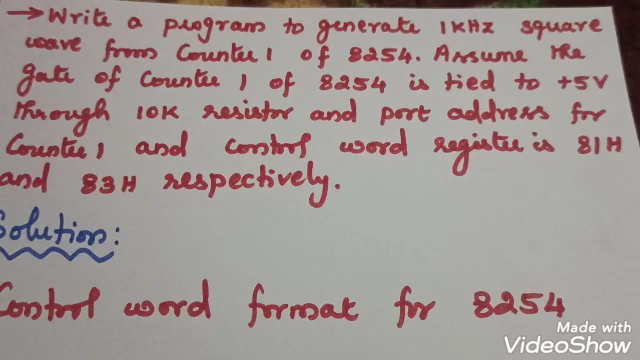 → Write a program to generate 1KHz square
wave from Counter 1 of 8254. Assume the
gate of Counter 1 of 8254 is tied to +5V
through 10K resistor and port address for
Counter 1 and control word register is 81H
and 83H respectively.
Solution:
Control word format for 8254
Made with
VideoShow